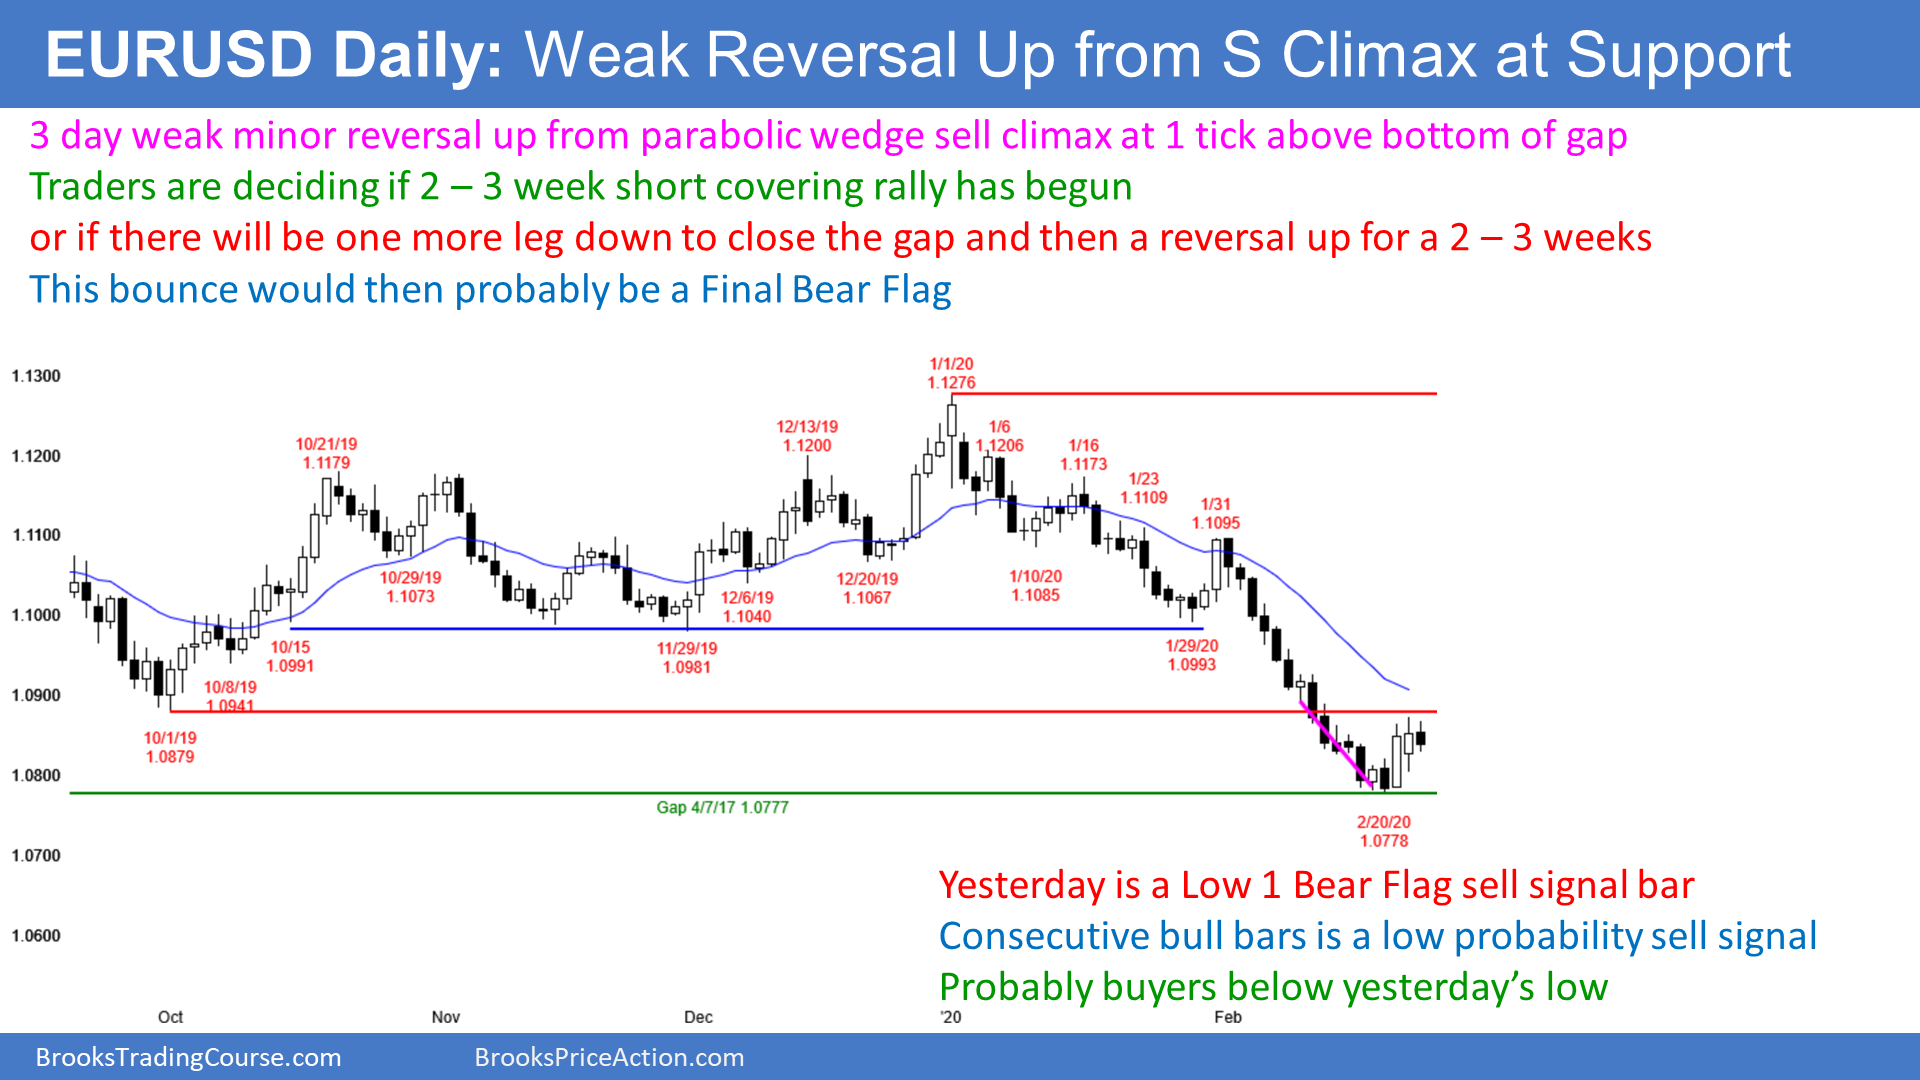 EURUSD Daily: Weak Reversal Up from S Climax at Support
3 day weak minor reversal up from parabolic wedge sell climax at 1 tick above bottom of gap
Traders are deciding if 2 – 3 week short covering rally has begun
or if there will be one more leg down to close the gap and then a reversal up for a 2 – 3 weeks
This bounce would then probably be a Final Bear Flag
1.1300
1.1200
1.1100
1.1000
1.0900
1.0800
1.0700
1.0600
10/1/19
1.0879
10/8/19
1.0941
10/15
1.0991
10/21/19
1.1179
10/29/19
1.1073
11/29/19
1.0981
12/6/19
1.1040
12/13/19
1.1200
12/20/19
1.1067
1/1/20
1.1276
1/6
1.1206
1/10/20
1.1085
1/16
1.1173
1/23
1.1109
1/29/20
1.0993
1/31
1.1095
Gap 4/7/17 1.0777
2/20/20
1.0778
Yesterday is a Low 1 Bear Flag sell signal bar
Consecutive bull bars is a low probability sell signal
Probably buyers below yesterday’s low
Oct
Nov
Dec
'20
Feb
BrooksTradingCourse.com
BrooksPriceAction.com